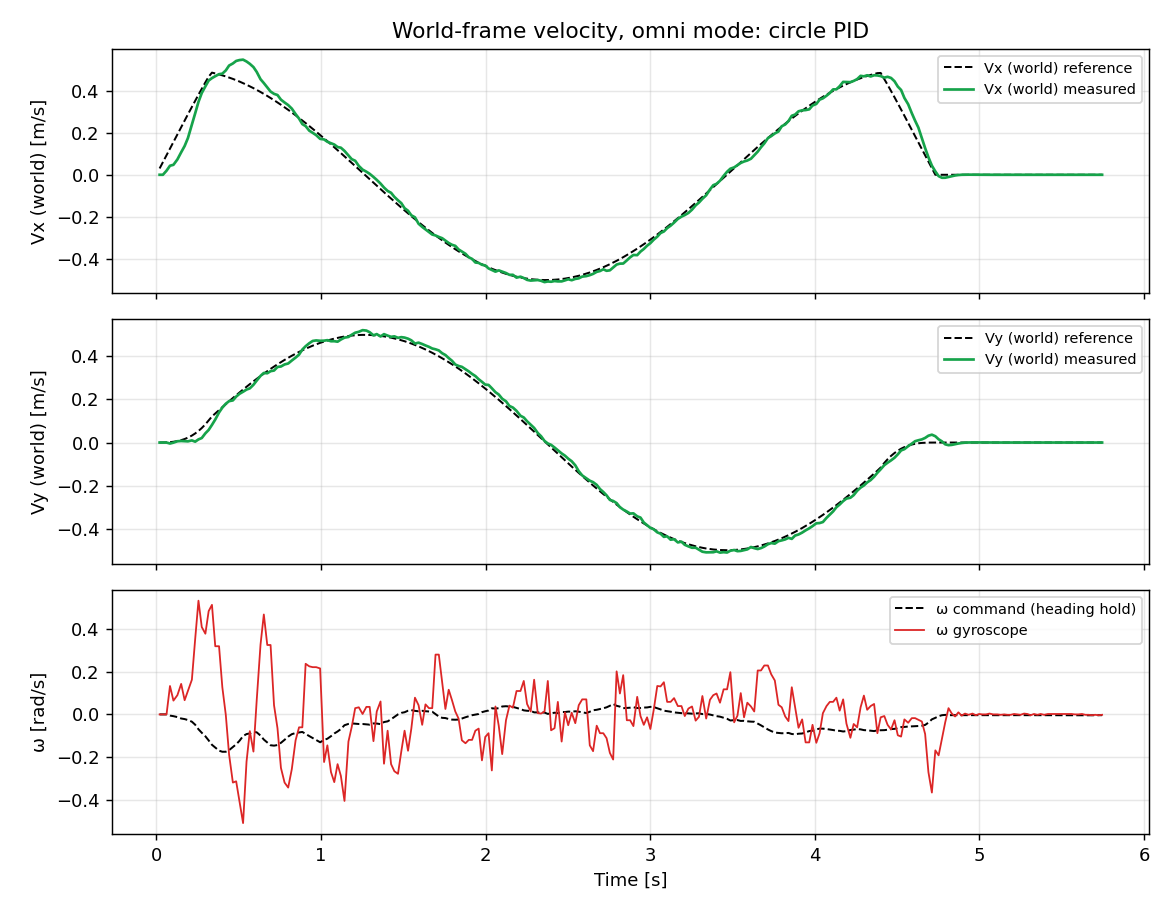 World-frame velocity, omni mode: circle PID
Vx (world) [m/s]
0.4
0.2
0.0
−0.2
−0.4
Vx (world) reference
Vx (world) measured
Vy (world) [m/s]
0.4
0.2
0.0
−0.2
−0.4
Vy (world) reference
Vy (world) measured
ω [rad/s]
0.4
0.2
0.0
−0.2
−0.4
ω command (heading hold)
ω gyroscope
0 1 2 3 4 5 6
Time [s]